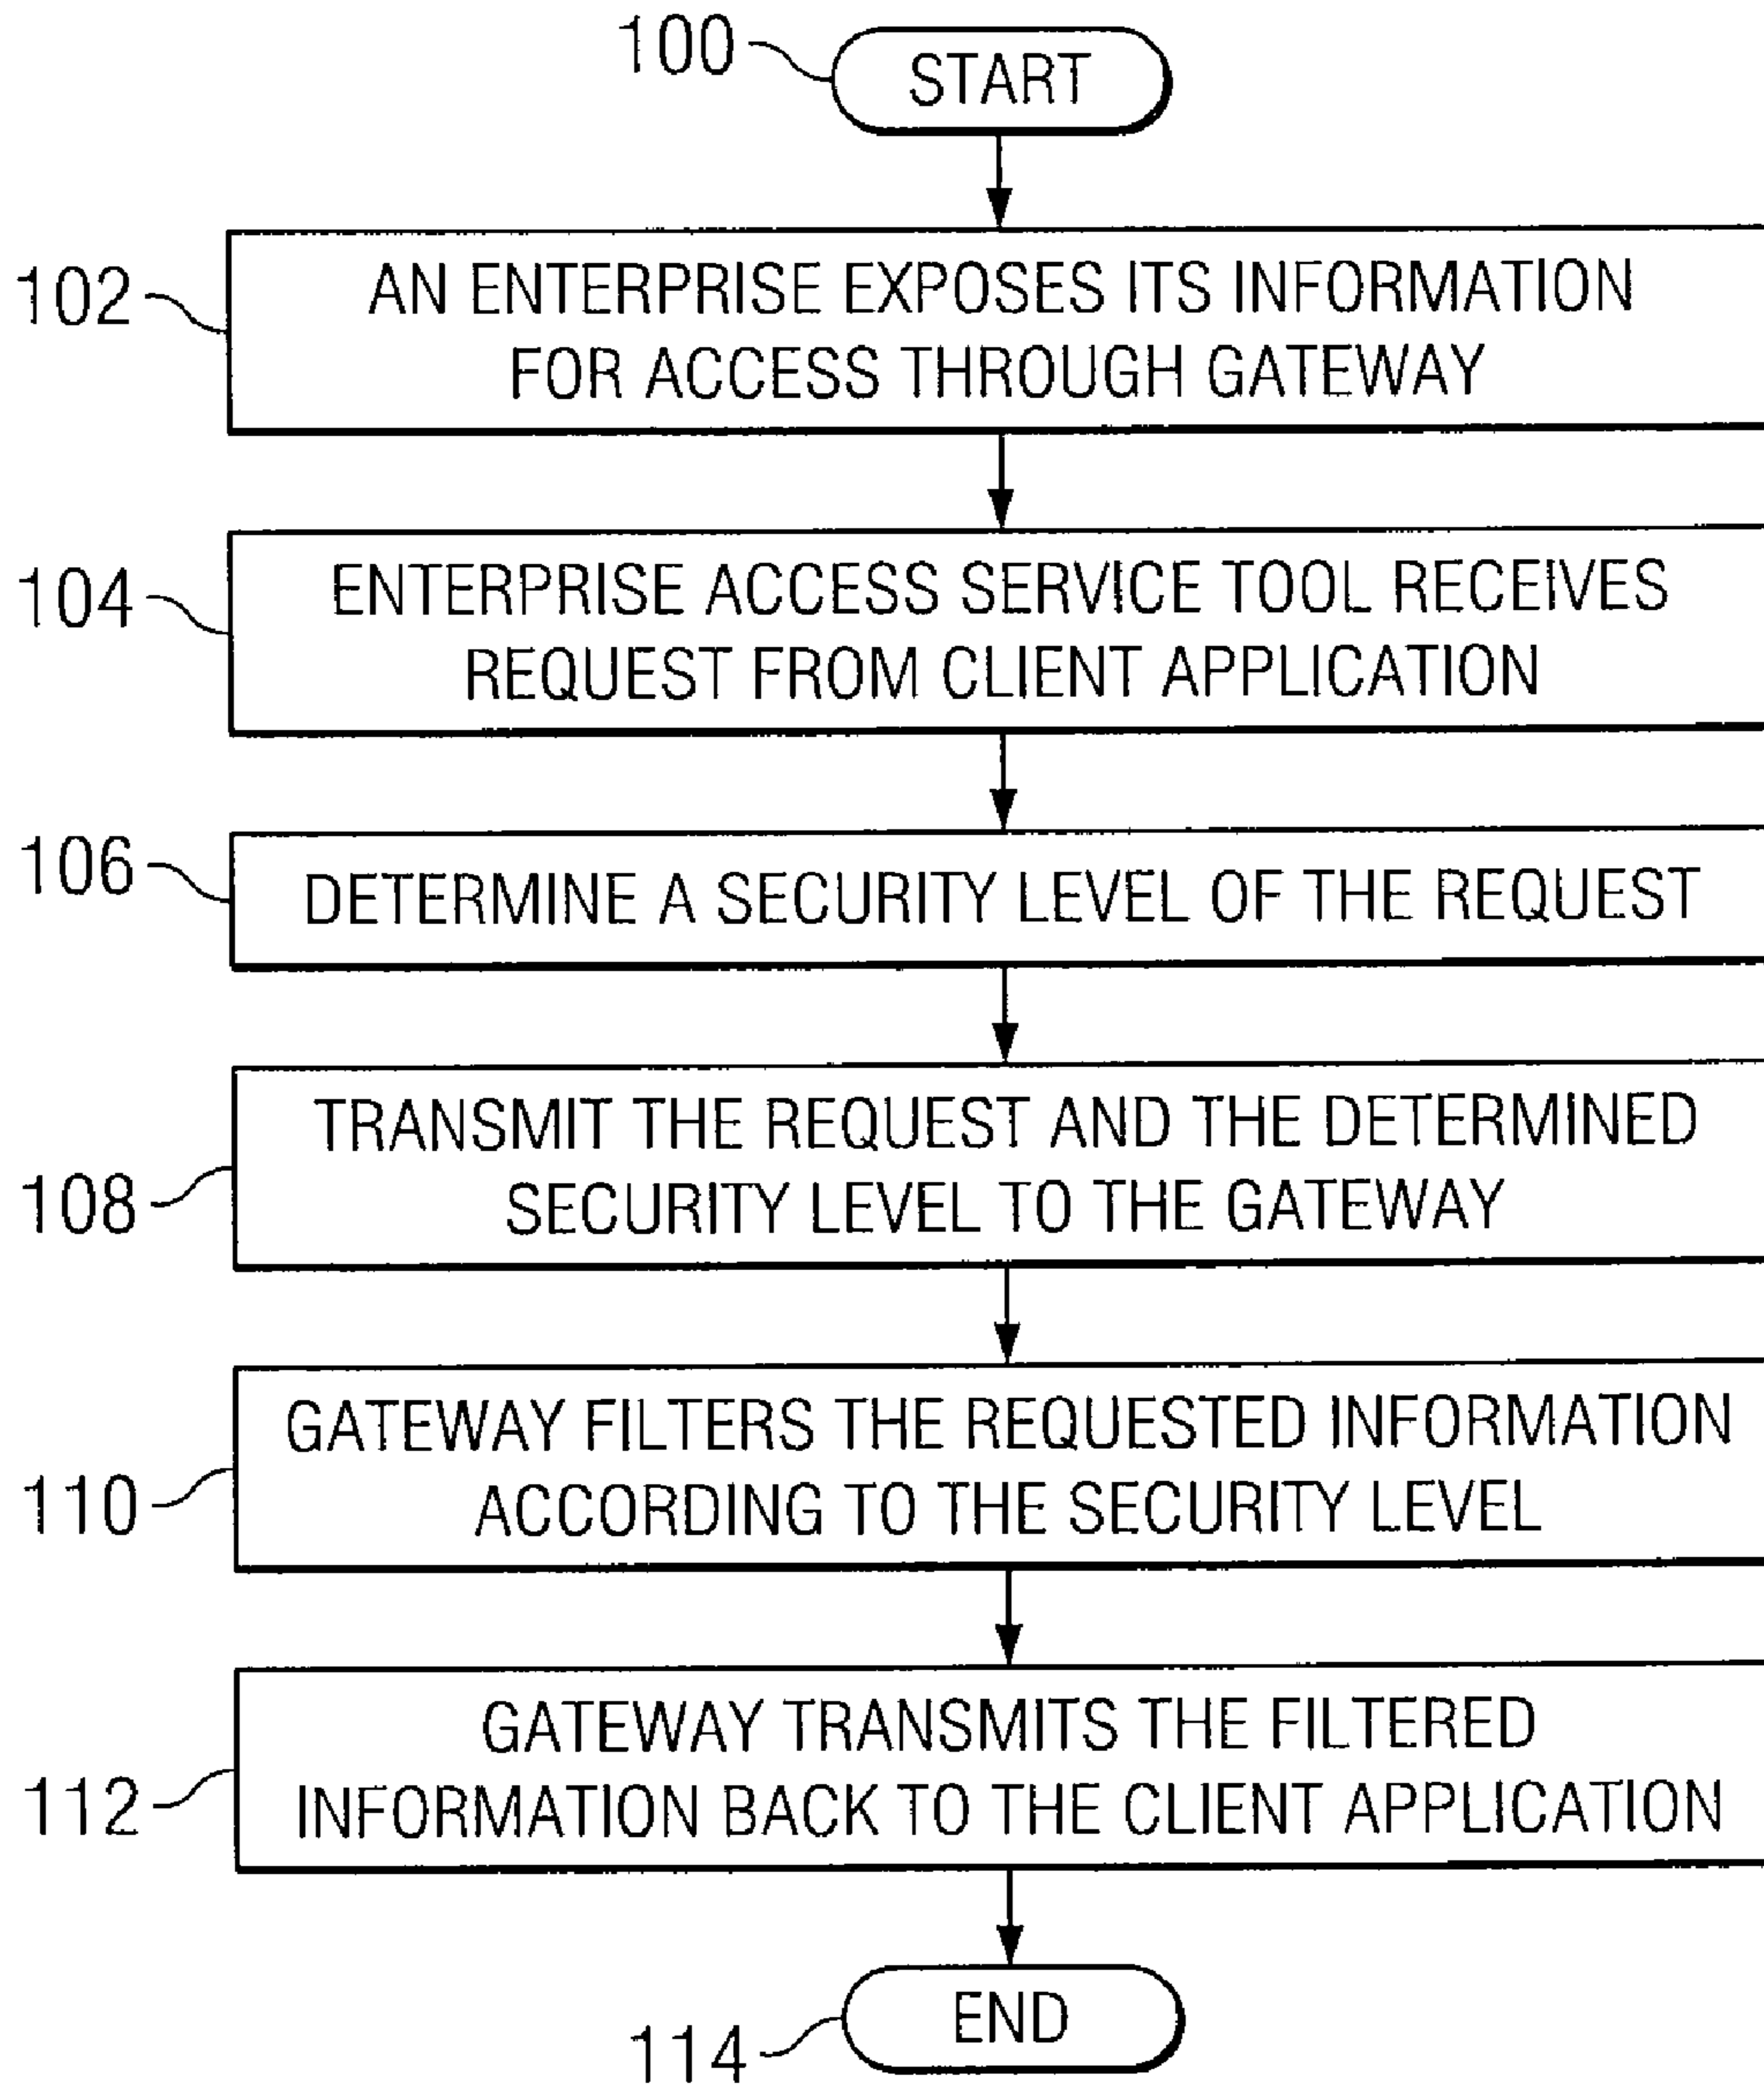 100
START
102
AN ENTERPRISE EXPOSES ITS INFORMATION
FOR ACCESS THROUGH GATEWAY
104
ENTERPRISE ACCESS SERVICE TOOL RECEIVES
REQUEST FROM CLIENT APPLICATION
106
DETERMINE A SECURITY LEVEL OF THE REQUEST
108
TRANSMIT THE REQUEST AND THE DETERMINED
SECURITY LEVEL TO THE GATEWAY
110
GATEWAY FILTERS THE REQUESTED INFORMATION
ACCORDING TO THE SECURITY LEVEL
112
GATEWAY TRANSMITS THE FILTERED
INFORMATION BACK TO THE CLIENT APPLICATION
END
114